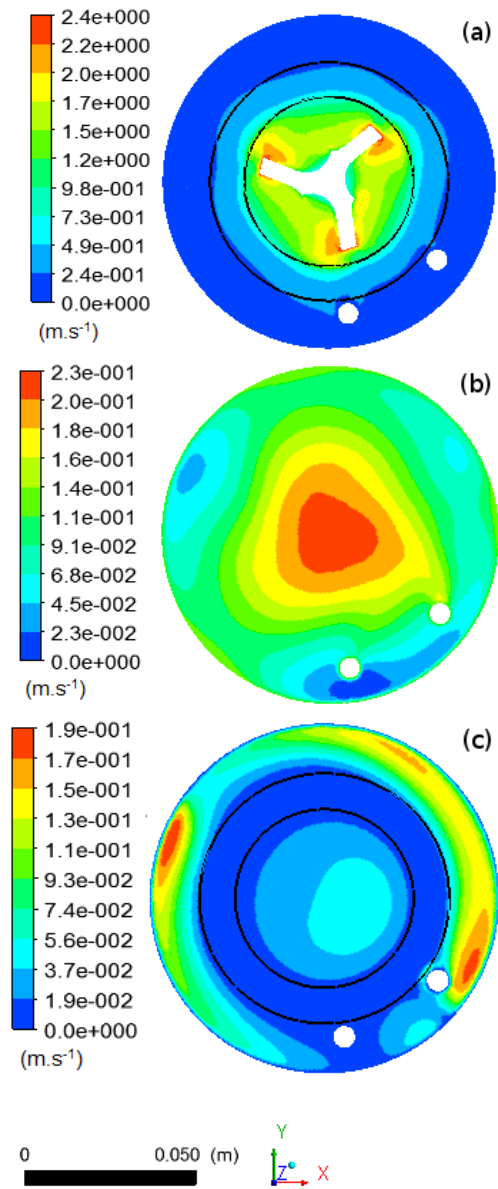 2.4e+000
2.2e+000
2.0e+000
1.7e+000
1.2e+000
9.8e-001
7.3e-001
4.9e-001
2.4e-001
0.0e+000
(m.s⁻¹)
(a)
2.3e-001
2.0e-001
1.8e-001
1.6e-001
1.4e-001
1.1e-001
9.1e-002
6.8e-002
4.5e-002
2.3e-002
0.0e+000
(m.s⁻¹)
(b)
1.9e-001
1.7e-001
1.5e-001
1.3e-001
1.1e-001
9.3e-002
7.4e-002
5.6e-002
3.7e-002
1.9e-002
0.0e+000
(m.s⁻¹)
(c)
0 0.050 (m)
Y
Z X